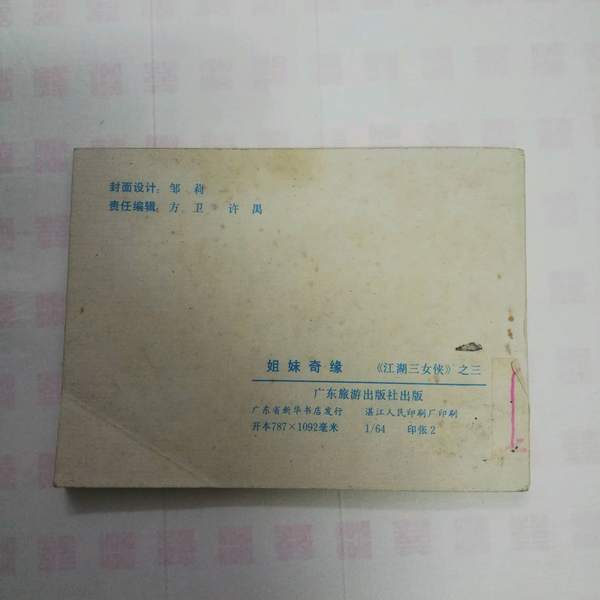 封面设计：邹莉
责任编辑：方卫 许禺
姐妹奇缘 《江湖三女侠》之三
广东旅游出版社出版
广东省新华书店发行 湛江人民印刷厂印刷
开本787×1092毫米 1/64 印张2